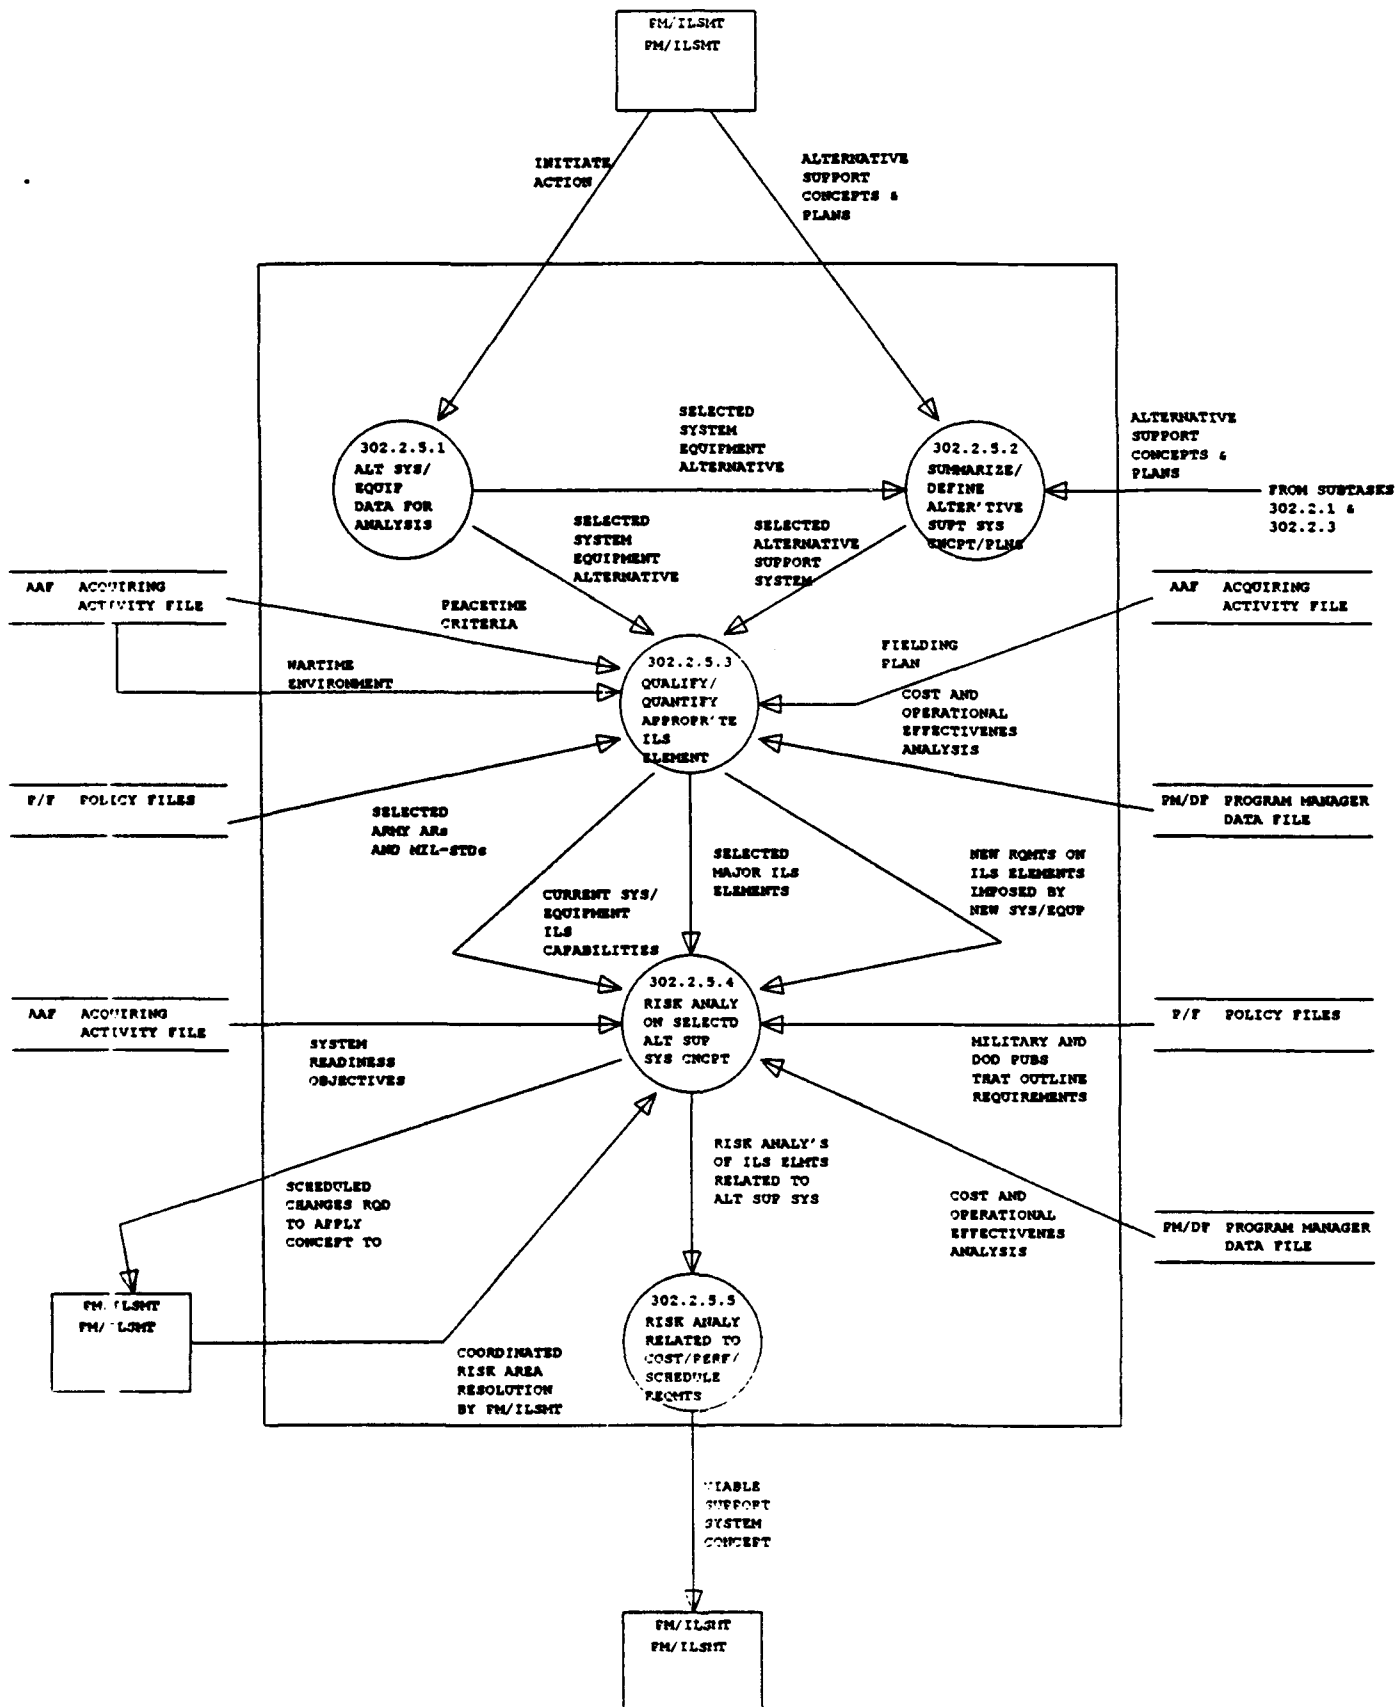 PM/ILSMT
PM/ILSMT
INITIATE
ACTION
ALTERNATIVE
SUPPORT
CONCEPTS &
PLANS
302.2.5.1
ALT SYS/
EQUIP
DATA FOR
ANALYSIS
SELECTED
SYSTEM
EQUIPMENT
ALTERNATIVE
302.2.5.2
SUMMARIZE/
DEFINE
ALTER'TIVE
SUPT SYS
CNCPT/PLNS
ALTERNATIVE
SUPPORT
CONCEPTS &
PLANS
FROM SUBTASKS
302.2.1 &
302.2.3
SELECTED
SYSTEM
EQUIPMENT
ALTERNATIVE
SELECTED
ALTERNATIVE
SUPPORT
SYSTEM
AAF ACQUIRING
ACTIVITY FILE
PEACETIME
CRITERIA
WARTIME
ENVIRONMENT
302.2.5.3
QUALIFY/
QUANTIFY
APPROPR'TE
ILS
ELEMENT
AAF ACQUIRING
ACTIVITY FILE
FIELDING
PLAN
COST AND
OPERATIONAL
EFFECTIVENES
ANALYSIS
P/F POLICY FILES
SELECTED
ARMY ARs
AND MIL-STDs
PM/DF PROGRAM MANAGER
DATA FILE
CURRENT SYS/
EQUIPMENT
ILS
CAPABILITIES
SELECTED
MAJOR ILS
ELEMENTS
NEW RQMTS ON
ILS ELEMENTS
IMPOSED BY
NEW SYS/EQUP
302.2.5.4
RISK ANALY
ON SELECTD
ALT SUP
SYS CNCPT
AAF ACQUIRING
ACTIVITY FILE
SYSTEM
READINESS
OBJECTIVES
P/F POLICY FILES
MILITARY AND
DOD PUBS
THAT OUTLINE
REQUIREMENTS
SCHEDULED
CHANGES RQD
TO APPLY
CONCEPT TO
RISK ANALY'S
OF ILS ELMTS
RELATED TO
ALT SUP SYS
COST AND
OPERATIONAL
EFFECTIVENES
ANALYSIS
PM/DF PROGRAM MANAGER
DATA FILE
PM/ILSMT
PM/ILSMT
COORDINATED
RISK AREA
RESOLUTION
BY PM/ILSMT
302.2.5.5
RISK ANALY
RELATED TO
COST/PERF/
SCHEDULE
REQMTS
VIABLE
SUPPORT
SYSTEM
CONCEPT
PM/ILSMT
PM/ILSMT